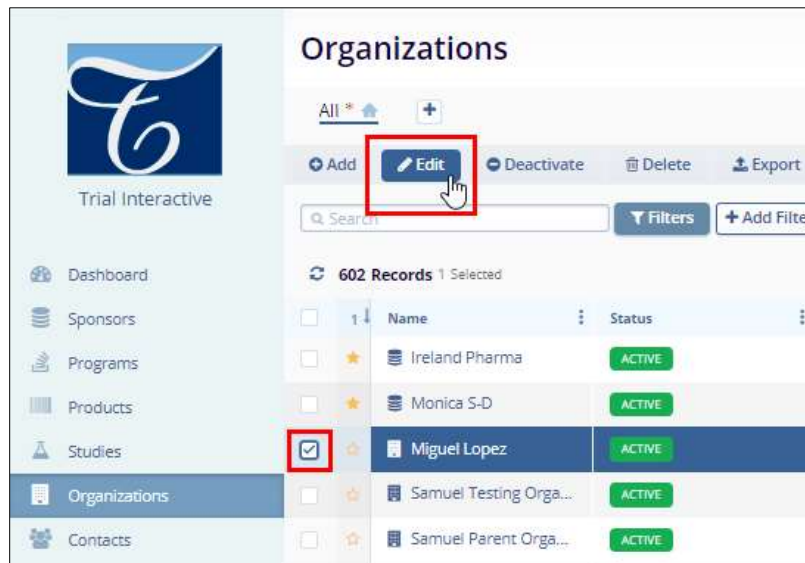 Organizations
All *
Trial Interactive
Add Edit Deactivate Delete Export
Search Filters + Add Filte
602 Records 1 Selected
Dashboard
Sponsors
Programs
Products
Studies
Organizations
Contacts
1 Name Status
Ireland Pharma ACTIVE
Monica S-D ACTIVE
Miguel Lopez ACTIVE
Samuel Testing Orga... ACTIVE
Samuel Parent Orga... ACTIVE